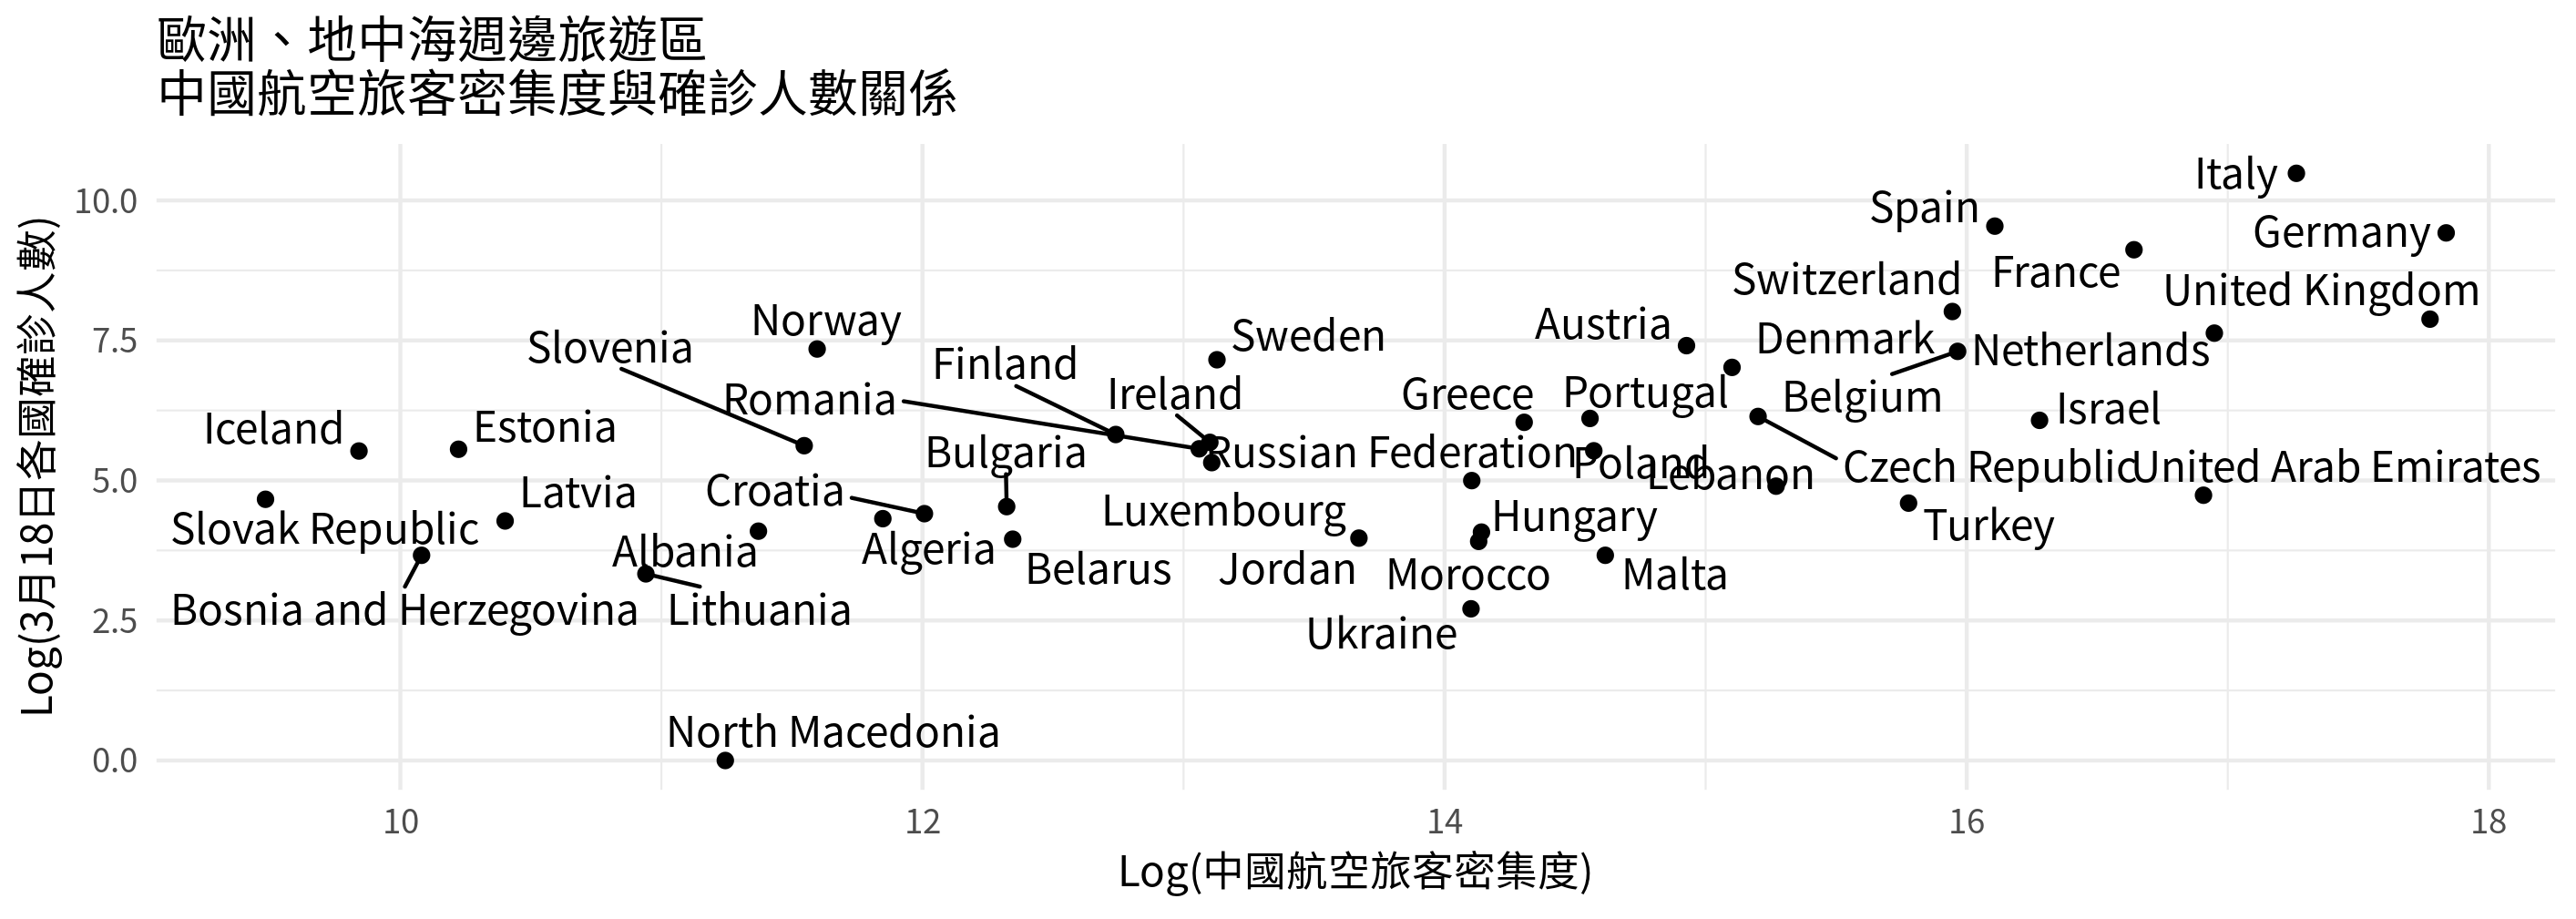 歐洲、地中海週邊旅遊區
中國航空旅客密集度與確診人數關係
Log(3月18日各國確診人數)
10.0
7.5
5.0
2.5
0.0
Italy
Spain
Germany
Switzerland
France
United Kingdom
Norway
Slovenia
Finland
Sweden
Austria
Denmark
Netherlands
Romania
Ireland
Greece
Portugal
Belgium
Israel
Iceland
Estonia
Bulgaria
Russian Federation
Poland
Lebanon
Czech Republic
United Arab Emirates
Latvia
Croatia
Luxembourg
Hungary
Turkey
Slovak Republic
Albania
Algeria
Belarus
Jordan
Morocco
Malta
Bosnia and Herzegovina
Lithuania
Ukraine
North Macedonia
10
12
14
16
18
Log(中國航空旅客密集度)